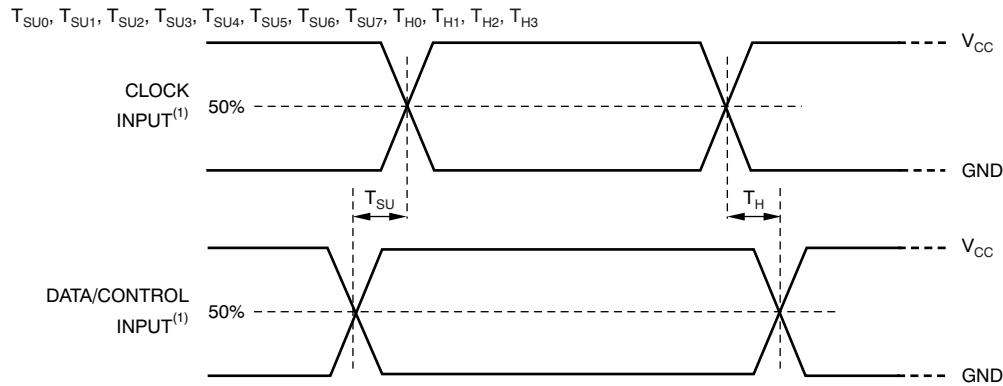 TSU0, TSU1, TSU2, TSU3, TSU4, TSU5, TSU6, TSU7, TH0, TH1, TH2, TH3
VCC
CLOCK
INPUT(1)
50%
GND
TSU
TH
VCC
DATA/CONTROL
INPUT(1)
50%
GND